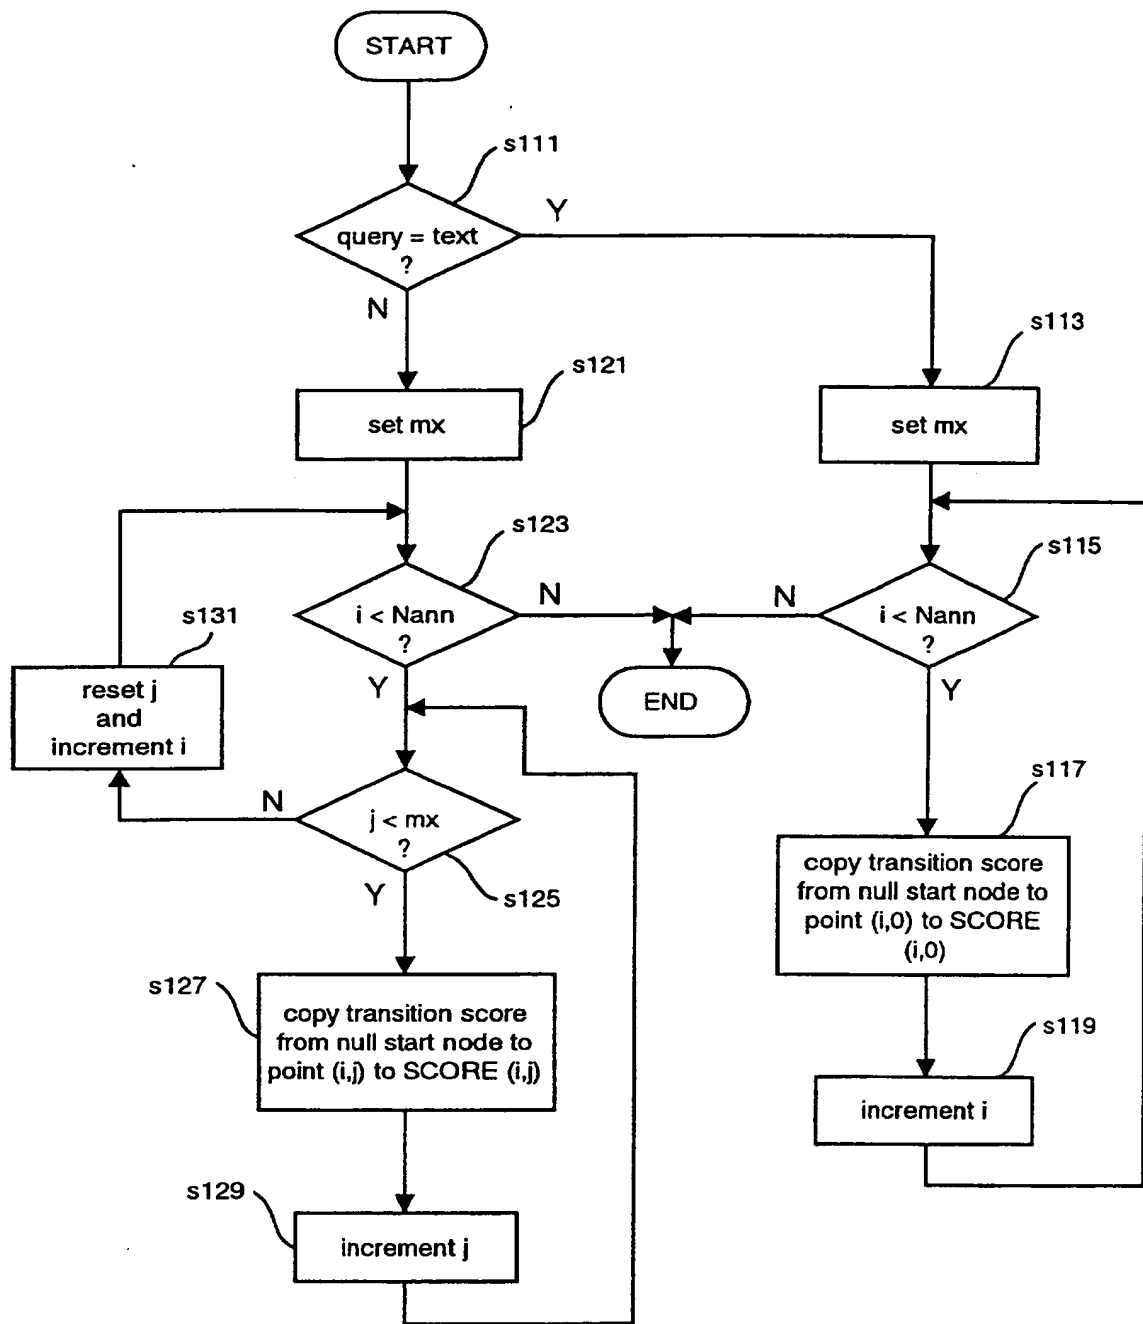 START
s111
query = text
?
Y
N
s113
s121
set mx
set mx
s123
s115
i < Nann
?
N
N
i < Nann
?
s131
reset j
and
increment i
Y
END
Y
s117
N
j < mx
?
Y
s125
copy transition score
from null start node to
point (i,0) to SCORE
(i,0)
s127
copy transition score
from null start node to
point (i,j) to SCORE (i,j)
s119
increment i
s129
increment j